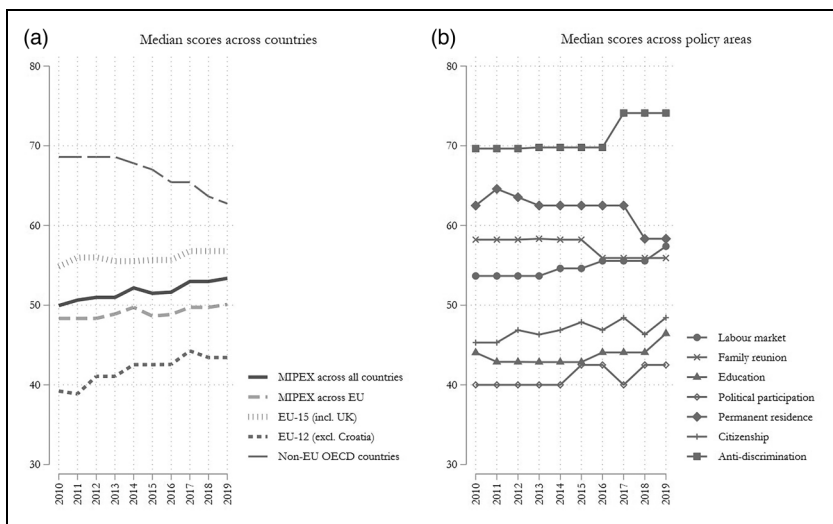 (a)
Median scores across countries
80
70
60
50
40
30
2010
2011
2012
2013
2014
2015
2016
2017
2018
2019
MIPEX across all countries
MIPEX across EU
EU-15 (incl. UK)
EU-12 (excl. Croatia)
Non-EU OECD countries
(b)
Median scores across policy areas
80
70
60
50
40
30
2010
2011
2012
2013
2014
2015
2016
2017
2018
2019
Labour market
Family reunion
Education
Political participation
Permanent residence
Citizenship
Anti-discrimination